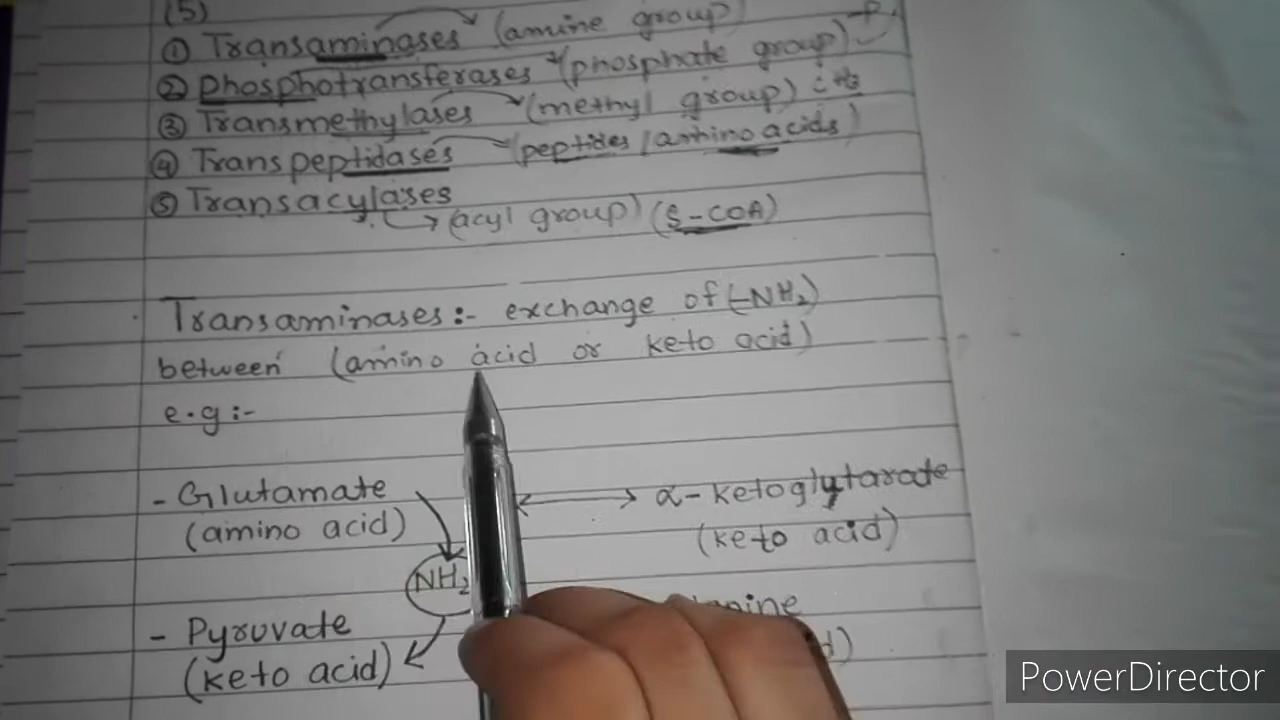 (5)
① Transaminases (amine group)
② Phosphotransferases (phosphate group) P
③ Transmethylases (methyl group) CH3
④ Transpeptidases (peptides / amino acids)
⑤ Transacylases
(acyl group) (S-COA)
Transaminases:- exchange of (-NH2)
between (amino acid or keto acid)
e.g:-
- Glutamate α-ketoglutarate
(amino acid) (keto acid)
NH2
- Pyruvate
(keto acid)
PowerDirector